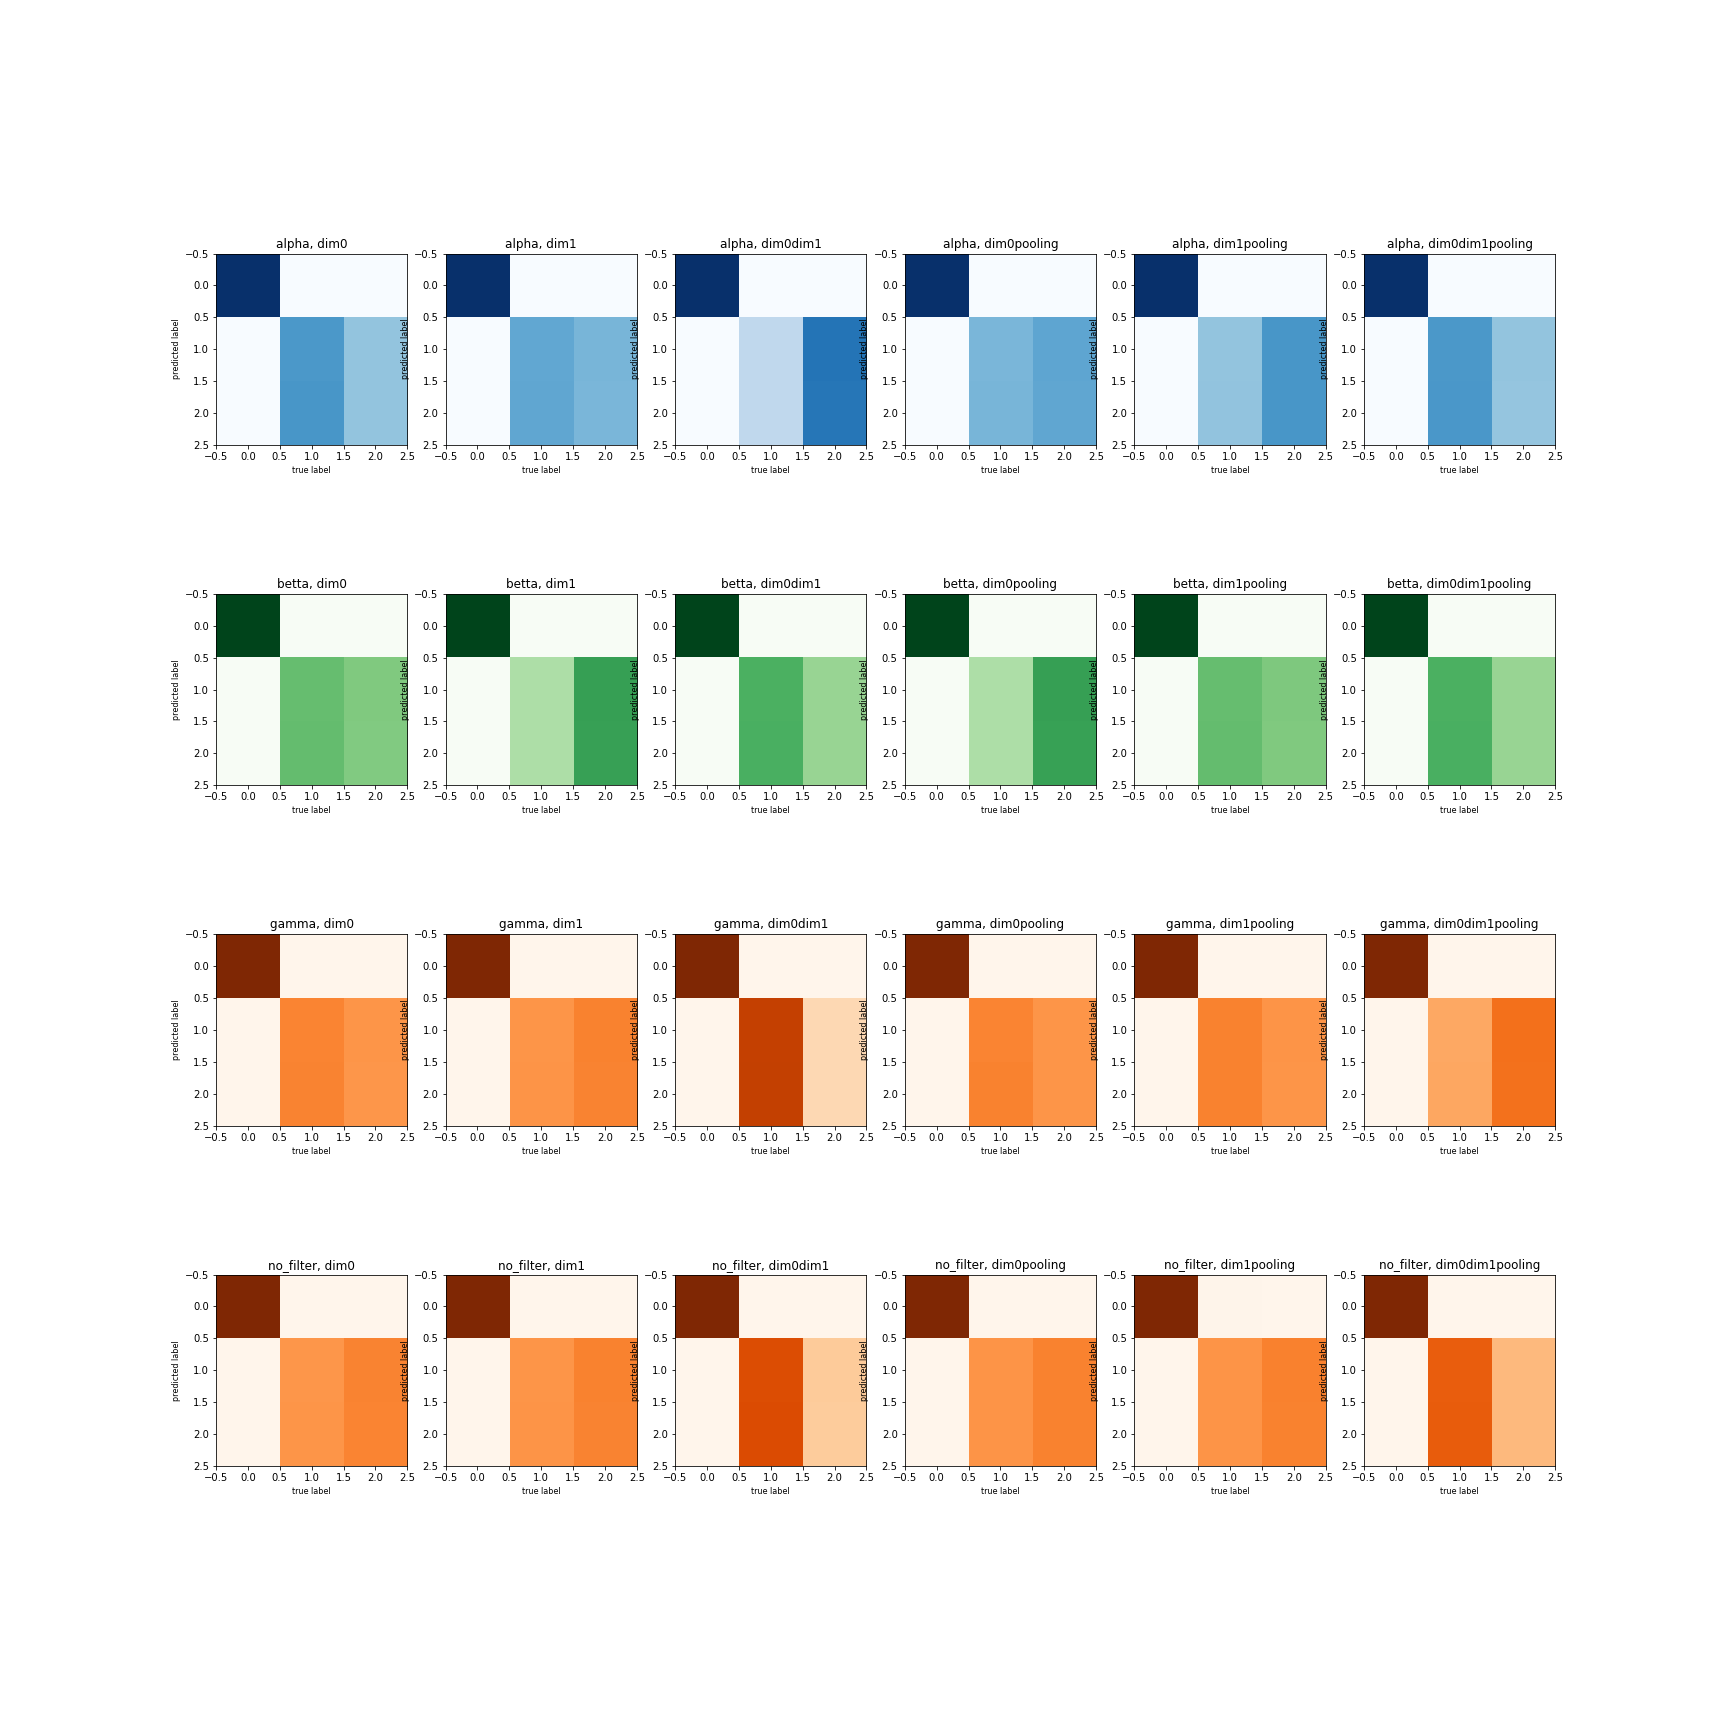 alpha, dim0 alpha, dim1 alpha, dim0dim1 alpha, dim0pooling alpha, dim1pooling alpha, dim0dim1pooling
−0.5 −0.5 −0.5 −0.5 −0.5 −0.5
0.0 0.0 0.0 0.0 0.0 0.0
0.5 0.5 0.5 0.5 0.5 0.5
predicted label predicted label predicted label predicted label predicted label predicted label
1.0 1.0 1.0 1.0 1.0 1.0
1.5 1.5 1.5 1.5 1.5 1.5
2.0 2.0 2.0 2.0 2.0 2.0
2.5 2.5 2.5 2.5 2.5 2.5
−0.5 0.0 0.5 1.0 1.5 2.0 2.5 −0.5 0.0 0.5 1.0 1.5 2.0 2.5 −0.5 0.0 0.5 1.0 1.5 2.0 2.5 −0.5 0.0 0.5 1.0 1.5 2.0 2.5 −0.5 0.0 0.5 1.0 1.5 2.0 2.5 −0.5 0.0 0.5 1.0 1.5 2.0 2.5
true label true label true label true label true label true label
betta, dim0 betta, dim1 betta, dim0dim1 betta, dim0pooling betta, dim1pooling betta, dim0dim1pooling
−0.5 −0.5 −0.5 −0.5 −0.5 −0.5
0.0 0.0 0.0 0.0 0.0 0.0
0.5 0.5 0.5 0.5 0.5 0.5
predicted label predicted label predicted label predicted label predicted label predicted label
1.0 1.0 1.0 1.0 1.0 1.0
1.5 1.5 1.5 1.5 1.5 1.5
2.0 2.0 2.0 2.0 2.0 2.0
2.5 2.5 2.5 2.5 2.5 2.5
−0.5 0.0 0.5 1.0 1.5 2.0 2.5 −0.5 0.0 0.5 1.0 1.5 2.0 2.5 −0.5 0.0 0.5 1.0 1.5 2.0 2.5 −0.5 0.0 0.5 1.0 1.5 2.0 2.5 −0.5 0.0 0.5 1.0 1.5 2.0 2.5 −0.5 0.0 0.5 1.0 1.5 2.0 2.5
true label true label true label true label true label true label
gamma, dim0 gamma, dim1 gamma, dim0dim1 gamma, dim0pooling gamma, dim1pooling gamma, dim0dim1pooling
−0.5 −0.5 −0.5 −0.5 −0.5 −0.5
0.0 0.0 0.0 0.0 0.0 0.0
0.5 0.5 0.5 0.5 0.5 0.5
predicted label predicted label predicted label predicted label predicted label predicted label
1.0 1.0 1.0 1.0 1.0 1.0
1.5 1.5 1.5 1.5 1.5 1.5
2.0 2.0 2.0 2.0 2.0 2.0
2.5 2.5 2.5 2.5 2.5 2.5
−0.5 0.0 0.5 1.0 1.5 2.0 2.5 −0.5 0.0 0.5 1.0 1.5 2.0 2.5 −0.5 0.0 0.5 1.0 1.5 2.0 2.5 −0.5 0.0 0.5 1.0 1.5 2.0 2.5 −0.5 0.0 0.5 1.0 1.5 2.0 2.5 −0.5 0.0 0.5 1.0 1.5 2.0 2.5
true label true label true label true label true label true label
no_filter, dim0 no_filter, dim1 no_filter, dim0dim1 no_filter, dim0pooling no_filter, dim1pooling no_filter, dim0dim1pooling
−0.5 −0.5 −0.5 −0.5 −0.5 −0.5
0.0 0.0 0.0 0.0 0.0 0.0
0.5 0.5 0.5 0.5 0.5 0.5
predicted label predicted label predicted label predicted label predicted label predicted label
1.0 1.0 1.0 1.0 1.0 1.0
1.5 1.5 1.5 1.5 1.5 1.5
2.0 2.0 2.0 2.0 2.0 2.0
2.5 2.5 2.5 2.5 2.5 2.5
−0.5 0.0 0.5 1.0 1.5 2.0 2.5 −0.5 0.0 0.5 1.0 1.5 2.0 2.5 −0.5 0.0 0.5 1.0 1.5 2.0 2.5 −0.5 0.0 0.5 1.0 1.5 2.0 2.5 −0.5 0.0 0.5 1.0 1.5 2.0 2.5 −0.5 0.0 0.5 1.0 1.5 2.0 2.5
true label true label true label true label true label true label